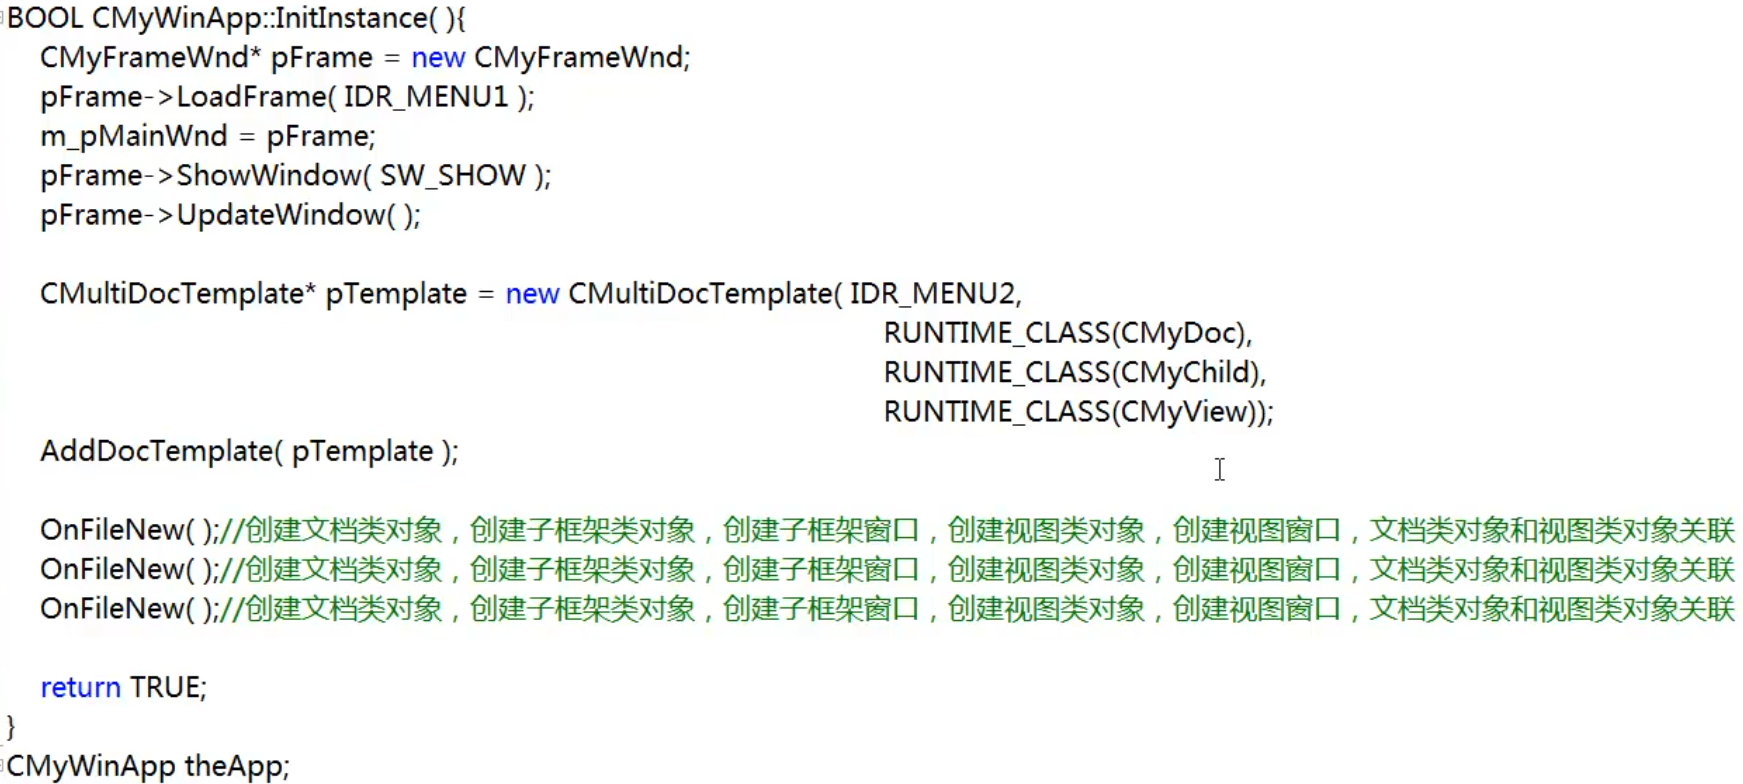 BOOL CMyWinApp::InitInstance( ){
CMyFrameWnd* pFrame = new CMyFrameWnd;
pFrame->LoadFrame( IDR_MENU1 );
m_pMainWnd = pFrame;
pFrame->ShowWindow( SW_SHOW );
pFrame->UpdateWindow( );
CMultiDocTemplate* pTemplate = new CMultiDocTemplate( IDR_MENU2,
RUNTIME_CLASS(CMyDoc),
RUNTIME_CLASS(CMyChild),
RUNTIME_CLASS(CMyView));
AddDocTemplate( pTemplate );
OnFileNew( );//创建文档类对象，创建子框架类对象，创建子框架窗口，创建视图类对象，创建视图窗口，文档类对象和视图类对象关联
OnFileNew( );//创建文档类对象，创建子框架类对象，创建子框架窗口，创建视图类对象，创建视图窗口，文档类对象和视图类对象关联
OnFileNew( );//创建文档类对象，创建子框架类对象，创建子框架窗口，创建视图类对象，创建视图窗口，文档类对象和视图类对象关联
return TRUE;
}
CMyWinApp theApp;